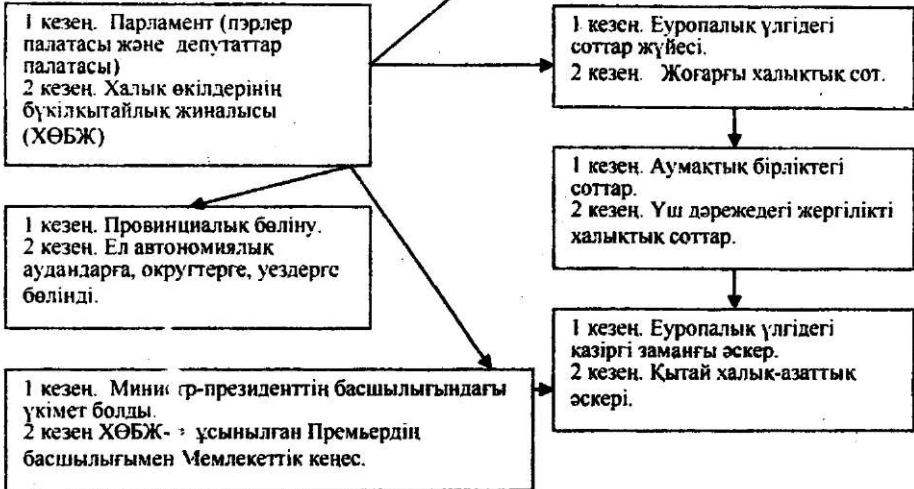 1 кезең. Парламент (пэрлер
палатасы және депутаттар
палатасы)
2 кезең. Халық өкілдерінің
бүкілқытайлық жиналысы
(ХӨБЖ)
1 кезең. Еуропалық үлгідегі
соттар жүйесі.
2 кезең. Жоғарғы халықтық сот.
1 кезең. Аумақтық бірліктегі
соттар.
2 кезең. Үш дәрежедегі жергілікті
халықтық соттар.
1 кезең. Провинциалық бөліну.
2 кезең. Ел автономиялық
аудандарға, округтерге, уездерге
бөлінді.
1 кезең. Еуропалық үлгідегі
қазіргі заманғы әскер.
2 кезең. Қытай халық-азаттық
әскері.
1 кезең. Министр-президенттің басшылығындағы
үкімет болды.
2 кезең ХӨБЖ- ұсынылған Премьердің
басшылығымен Мемлекеттік кеңес.